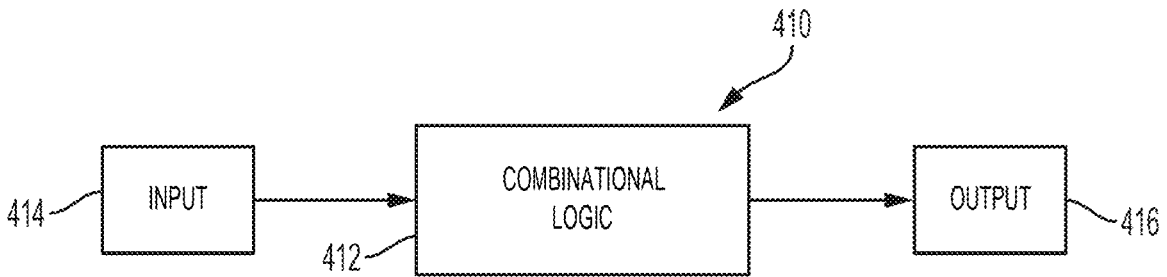 410
INPUT
COMBINATIONAL
LOGIC
OUTPUT
414
412
416